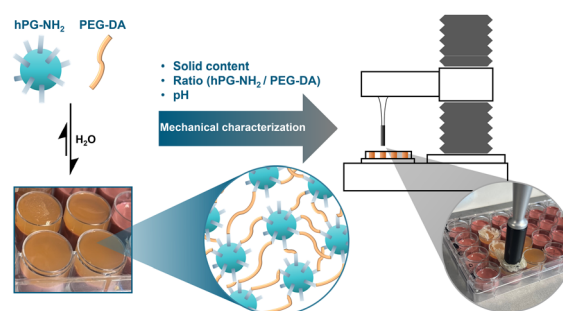 hPG-NH₂ PEG-DA
H₂O
• Solid content
• Ratio (hPG-NH₂ / PEG-DA)
• pH
Mechanical characterization